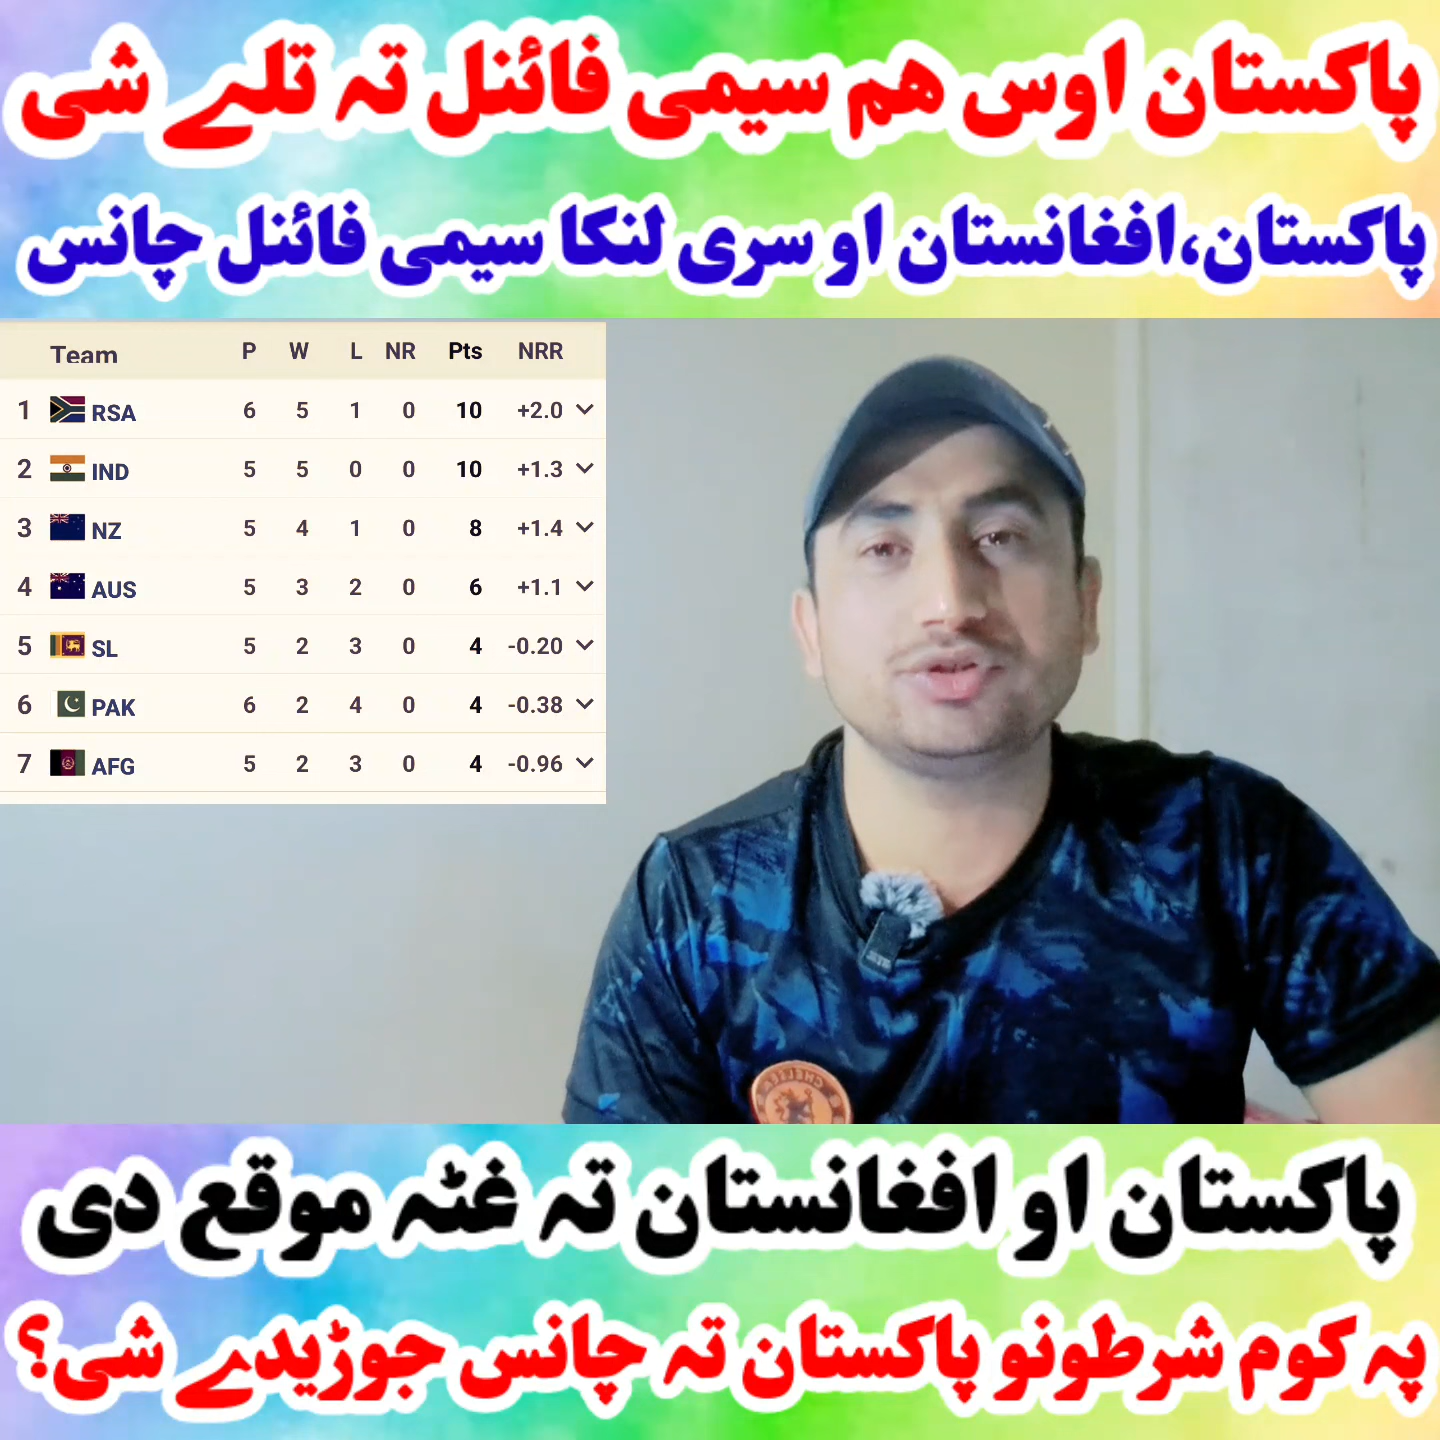 پاکستان اوس هم سیمی فائنل ته تلے شی
پاکستان،افغانستان او سری لنکا سیمی فائنل چانس
Team P W L NR Pts NRR
1 RSA 6 5 1 0 10 +2.0
2 IND 5 5 0 0 10 +1.3
3 NZ 5 4 1 0 8 +1.4
4 AUS 5 3 2 0 6 +1.1
5 SL 5 2 3 0 4 -0.20
6 PAK 6 2 4 0 4 -0.38
7 AFG 5 2 3 0 4 -0.96
CHELSEA
پاکستان او افغانستان ته غټه موقع دی
په کوم شرطونو پاکستان ته چانس جوړیدے شی؟